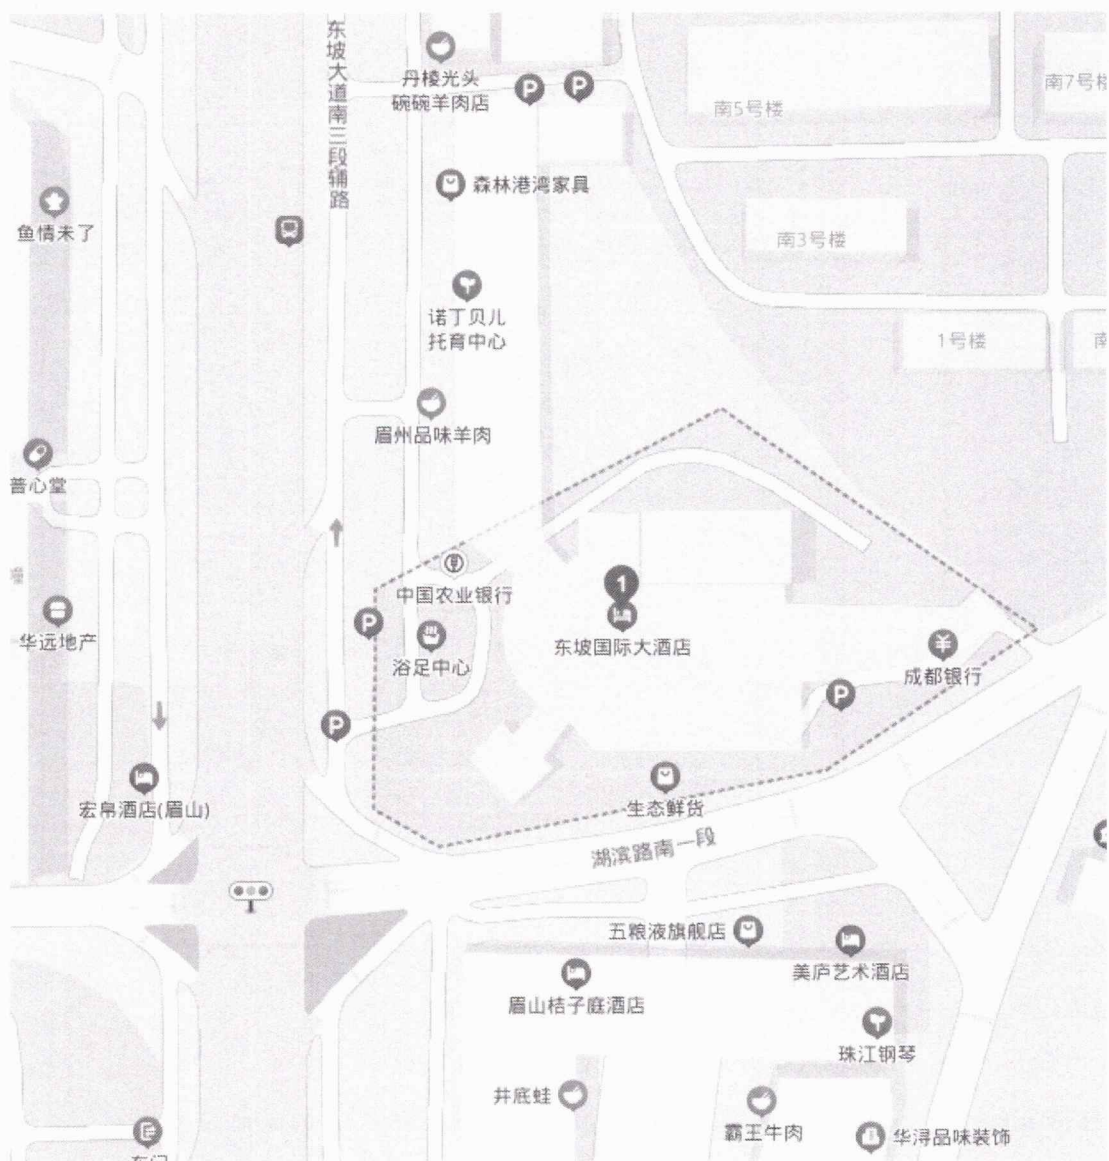 东坡大道南三段辅路
丹棱光头
碗碗羊肉店
P
P
南5号楼
南7号楼
森林港湾家具
鱼情未了
南3号楼
诺丁贝儿
托育中心
1号楼
南
眉州品味羊肉
普心堂
中国农业银行
1
P
华远地产
浴足中心
东坡国际大酒店
成都银行
P
P
宏帛酒店(眉山)
生态鲜货
湖滨路南一段
五粮液旗舰店
美庐艺术酒店
眉山桔子庭酒店
珠江钢琴
井底蛙
霸王牛肉
华浔品味装饰